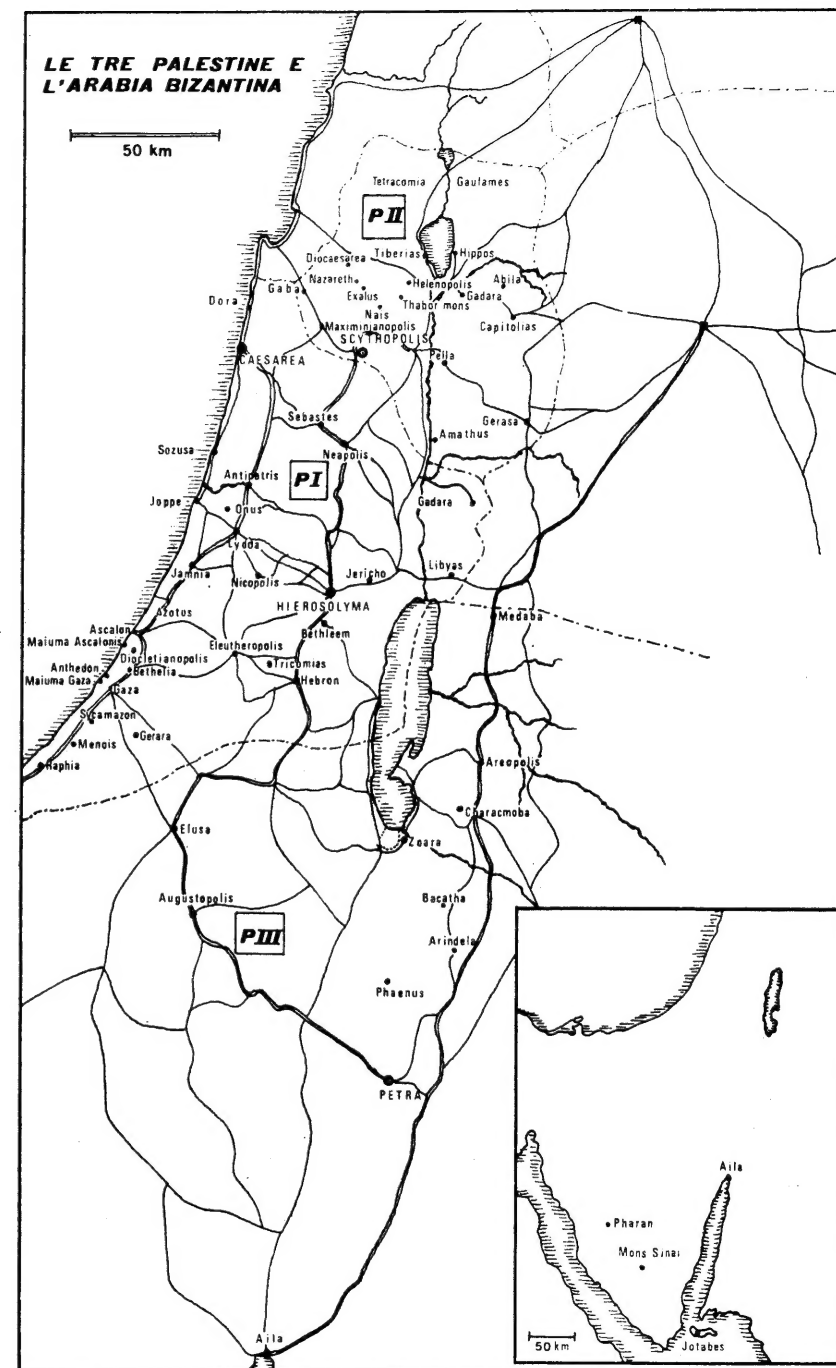 LE TRE PALESTINE E
L'ARABIA BIZANTINA
50 km
Tetracomia
Gaulames
PII
Tiberias
Hippos
Diocaesarea
Nazareth
Helenopolis
Abila
Gaba
Exalus
Thabor mons
Gadara
Dora
Nais
Capitolias
Maximinianopolis
SCYTROPOLIS
CAESAREA
Pella
Sebastes
Gerasa
Neapolis
Amathus
Sozusa
Antipatris
PI
Joppe
Onus
Gadara
Lydda
Jamnia
Nicopolis
Jericho
Libyas
Azotus
HIEROSOLYMA
Medaba
Ascalon
Bethleem
Maiuma Ascalonis
Eleutheropolis
Diocletianopolis
Tricomias
Anthedon
Bethelia
Maiuma Gaza
Hebron
Gaza
Sycamazon
Menois
Gerara
Raphia
Areopolis
Characmoba
Elusa
Zoara
Augustopolis
Bacatha
PIII
Arindela
Phaenus
PETRA
Aila
Aila
Pharan
Mons Sinai
50 km
Jotabes